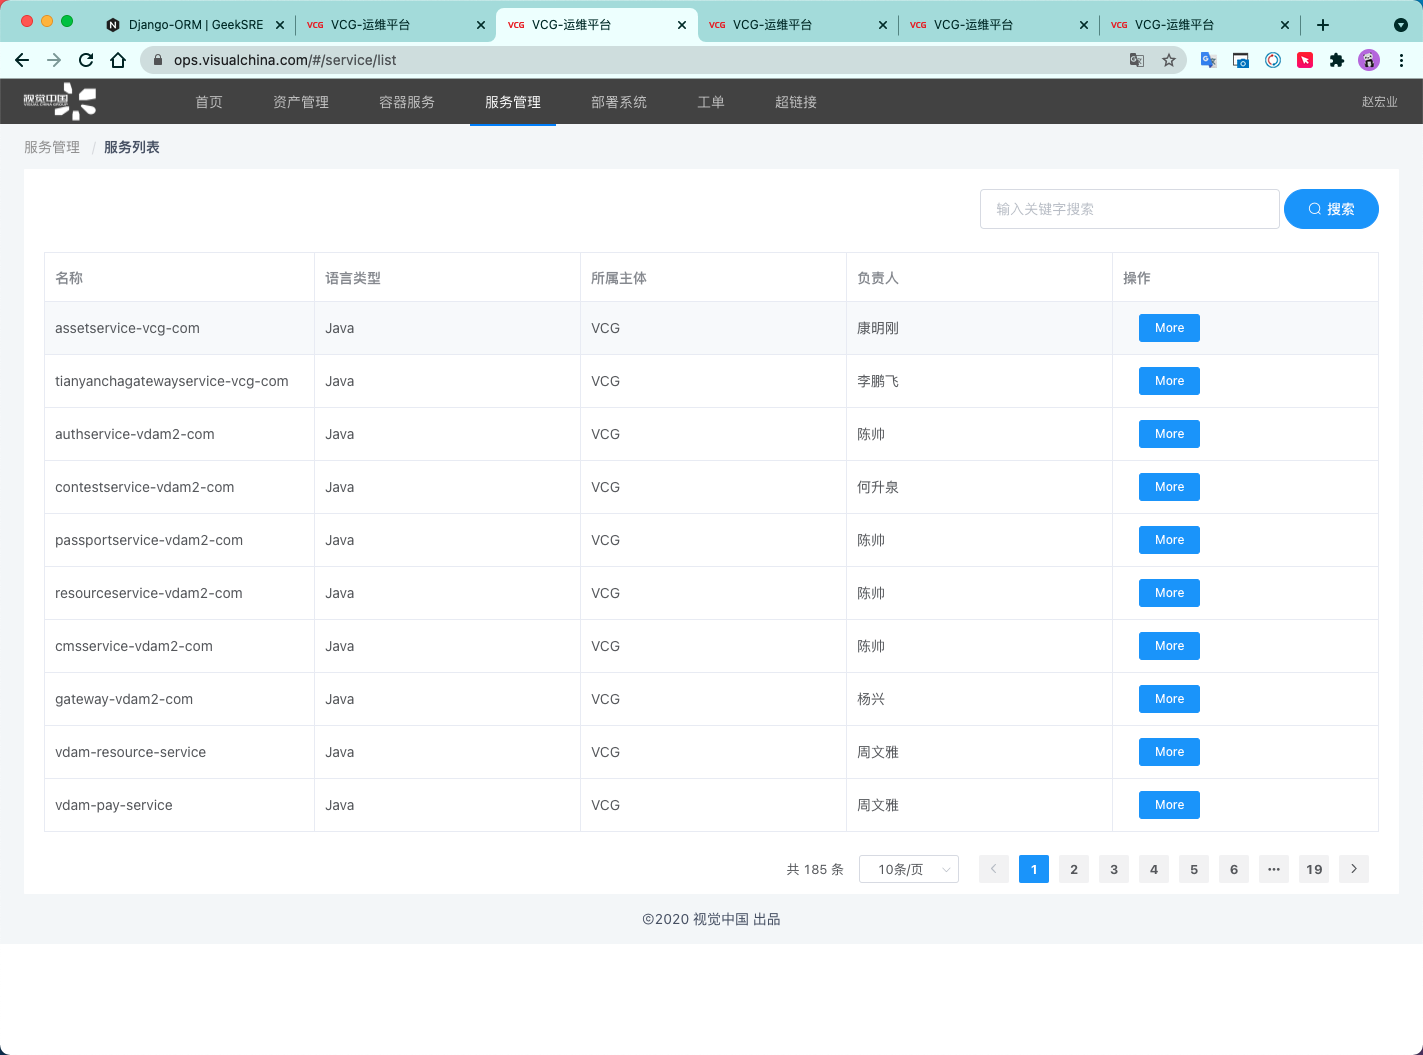 Django-ORM | GeekSRE
VCG-运维平台
VCG-运维平台
VCG-运维平台
VCG-运维平台
VCG-运维平台
ops.visualchina.com/#/service/list
视觉中国
VISUAL CHINA GROUP
首页 资产管理 容器服务 服务管理 部署系统 工单 超链接 赵宏业
服务管理 / 服务列表
输入关键字搜索 搜索
名称 语言类型 所属主体 负责人 操作
assetservice-vcg-com Java VCG 康明刚 More
tianyanchagatewayservice-vcg-com Java VCG 李鹏飞 More
authservice-vdam2-com Java VCG 陈帅 More
contestservice-vdam2-com Java VCG 何升泉 More
passportservice-vdam2-com Java VCG 陈帅 More
resourceservice-vdam2-com Java VCG 陈帅 More
cmsservice-vdam2-com Java VCG 陈帅 More
gateway-vdam2-com Java VCG 杨兴 More
vdam-resource-service Java VCG 周文雅 More
vdam-pay-service Java VCG 周文雅 More
共 185 条 10条/页 1 2 3 4 5 6 ... 19
©2020 视觉中国 出品